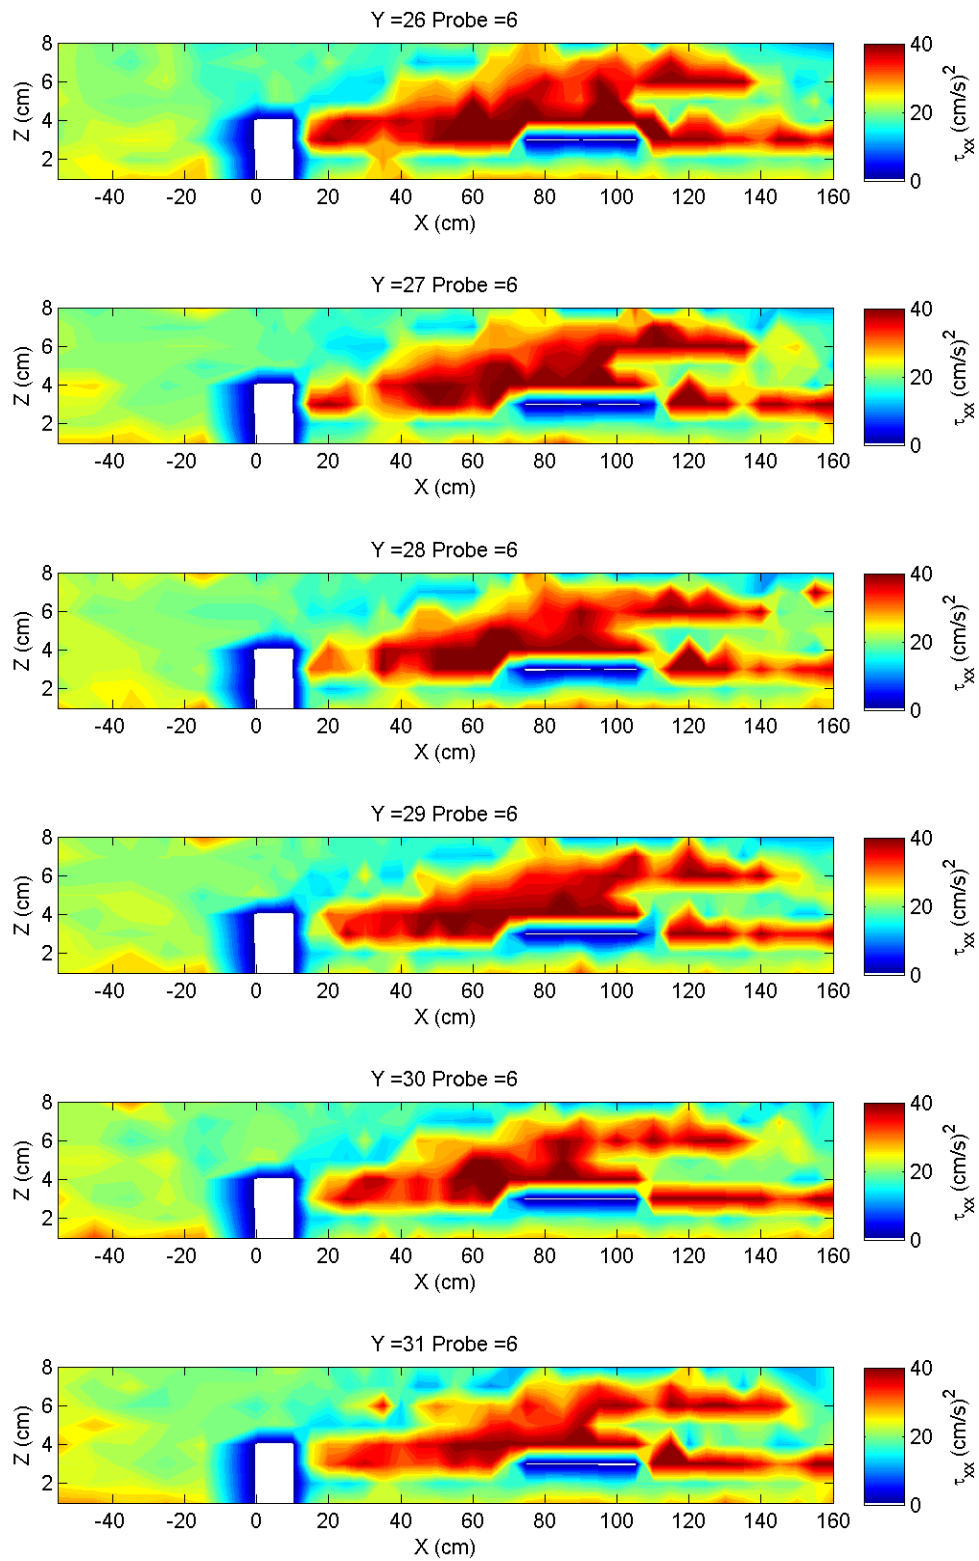 Y =26 Probe =6
8
6
4
2
Z (cm)
-40 -20 0 20 40 60 80 100 120 140 160
X (cm)
40
20
0
τxx (cm/s)²
Y =27 Probe =6
8
6
4
2
Z (cm)
-40 -20 0 20 40 60 80 100 120 140 160
X (cm)
40
20
0
τxx (cm/s)²
Y =28 Probe =6
8
6
4
2
Z (cm)
-40 -20 0 20 40 60 80 100 120 140 160
X (cm)
40
20
0
τxx (cm/s)²
Y =29 Probe =6
8
6
4
2
Z (cm)
-40 -20 0 20 40 60 80 100 120 140 160
X (cm)
40
20
0
τxx (cm/s)²
Y =30 Probe =6
8
6
4
2
Z (cm)
-40 -20 0 20 40 60 80 100 120 140 160
X (cm)
40
20
0
τxx (cm/s)²
Y =31 Probe =6
8
6
4
2
Z (cm)
-40 -20 0 20 40 60 80 100 120 140 160
X (cm)
40
20
0
τxx (cm/s)²